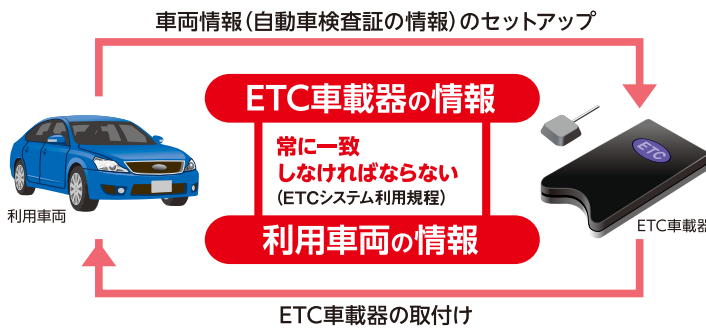 車両情報（自動車検査証の情報）のセットアップ
ETC車載器の情報
常に一致
しなければならない
（ETCシステム利用規程）
利用車両の情報
利用車両
ETC
ETC車載器
ETC車載器の取付け